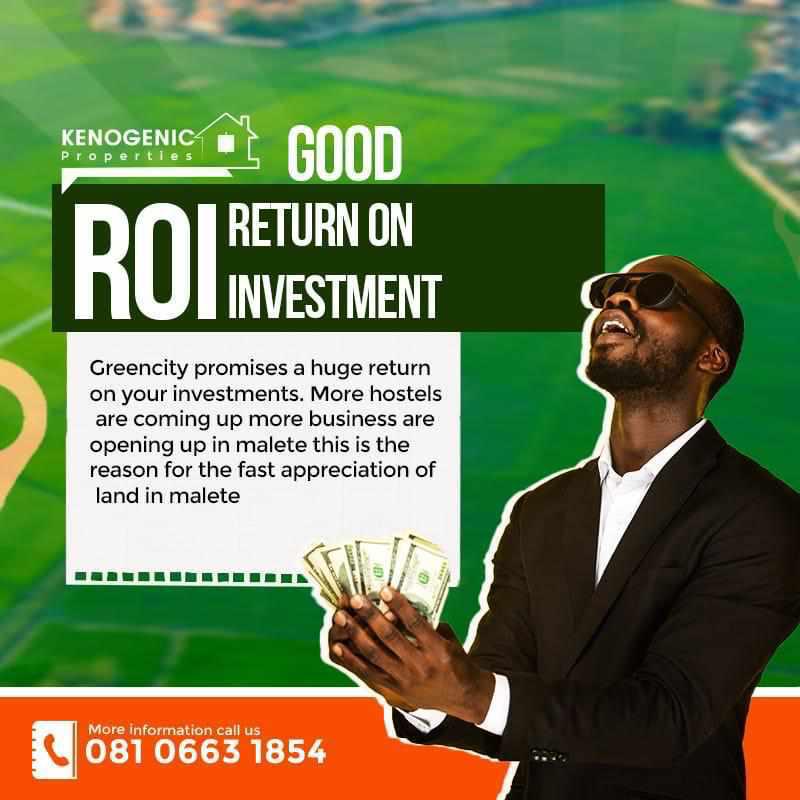 KENOGENIC
Properties
GOOD
ROI RETURN ON
INVESTMENT
Greencity promises a huge return
on your investments. More hostels
are coming up more business are
opening up in malete this is the
reason for the fast appreciation of
land in malete
More information call us
081 0663 1854